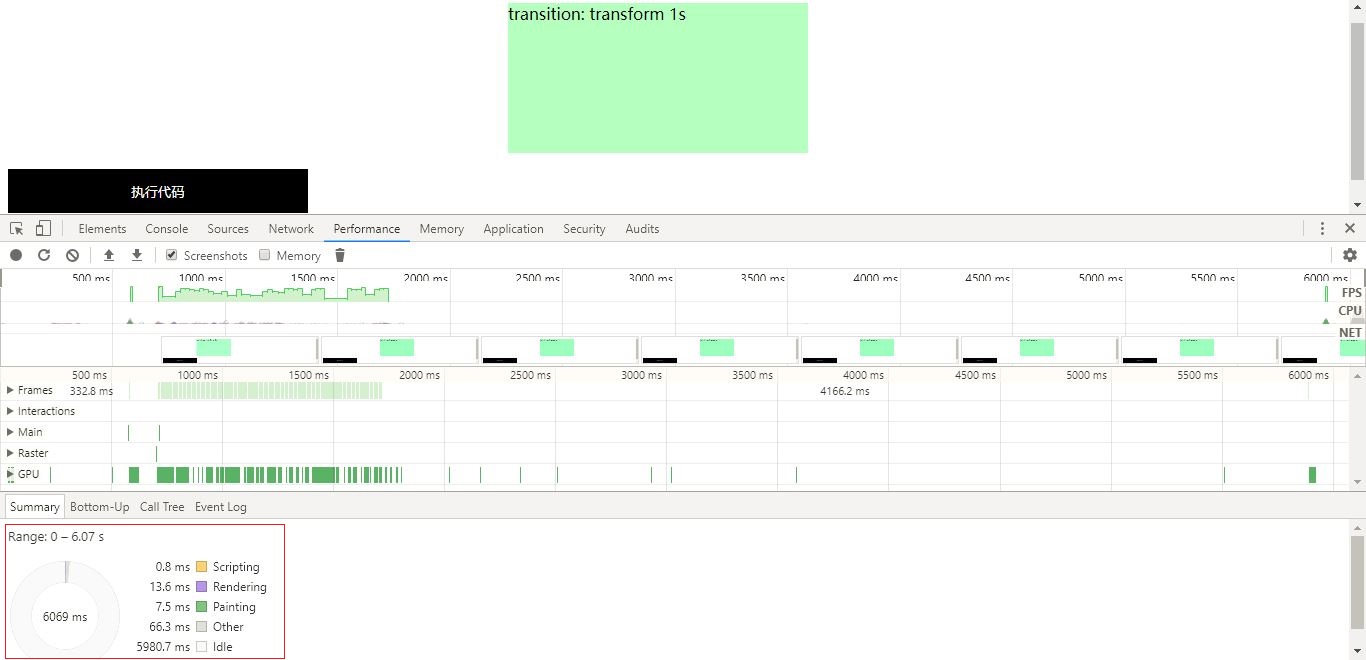 transition: transform 1s
执行代码
Elements Console Sources Network Performance Memory Application Security Audits
Screenshots Memory
500 ms 1000 ms 1500 ms 2000 ms 2500 ms 3000 ms 3500 ms 4000 ms 4500 ms 5000 ms 5500 ms 6000 ms
FPS
CPU
NET
500 ms 1000 ms 1500 ms 2000 ms 2500 ms 3000 ms 3500 ms 4000 ms 4500 ms 5000 ms 5500 ms 6000 ms
Frames 332.8 ms 4166.2 ms
Interactions
Main
Raster
GPU
Summary Bottom-Up Call Tree Event Log
Range: 0 – 6.07 s
0.8 ms Scripting
13.6 ms Rendering
6069 ms
7.5 ms Painting
66.3 ms Other
5980.7 ms Idle